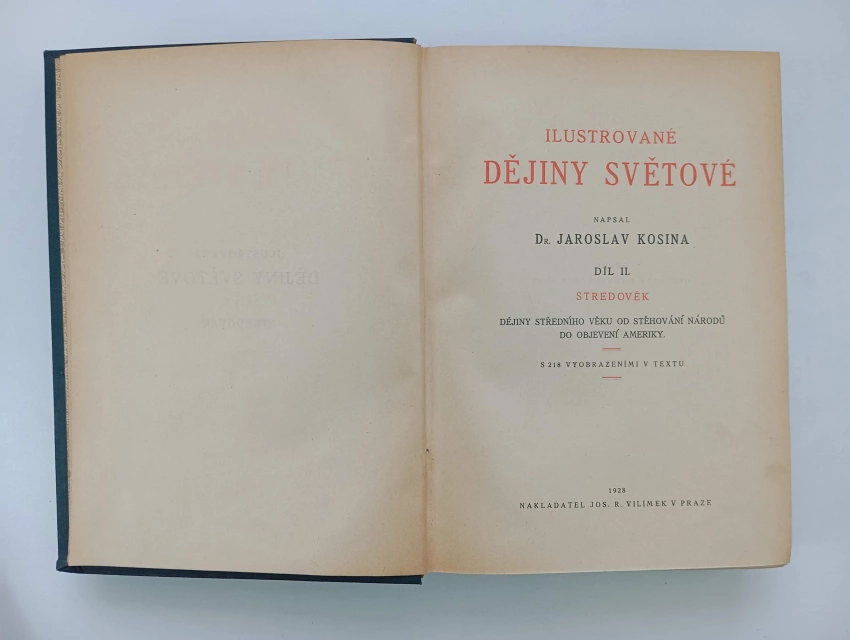 ILUSTROVANÉ
DĚJINY SVĚTOVÉ
NAPSAL
DR. JAROSLAV KOSINA
DÍL II.
STŘEDOVĚK
DĚJINY STŘEDNÍHO VĚKU OD STĚHOVÁNÍ NÁRODŮ
DO OBJEVENÍ AMERIKY.
S 218 VYOBRAZENÍMI V TEXTU
1928
NAKLADATEL JOS. R. VILÍMEK V PRAZE